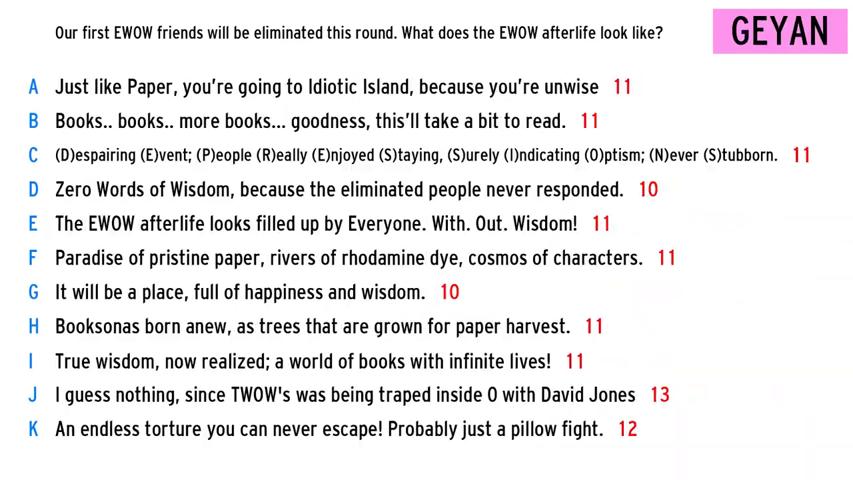 Our first EWOW friends will be eliminated this round. What does the EWOW afterlife look like?
GEYAN
A Just like Paper, you're going to Idiotic Island, because you're unwise 11
B Books.. books.. more books... goodness, this'll take a bit to read. 11
C (D)espairing (E)vent; (P)eople (R)eally (E)njoyed (S)taying, (S)urely (I)ndicating (O)ptism; (N)ever (S)tubborn. 11
D Zero Words of Wisdom, because the eliminated people never responded. 10
E The EWOW afterlife looks filled up by Everyone. With. Out. Wisdom! 11
F Paradise of pristine paper, rivers of rhodamine dye, cosmos of characters. 11
G It will be a place, full of happiness and wisdom. 10
H Booksonas born anew, as trees that are grown for paper harvest. 11
I True wisdom, now realized; a world of books with infinite lives! 11
J I guess nothing, since TWOW's was being traped inside O with David Jones 13
K An endless torture you can never escape! Probably just a pillow fight. 12